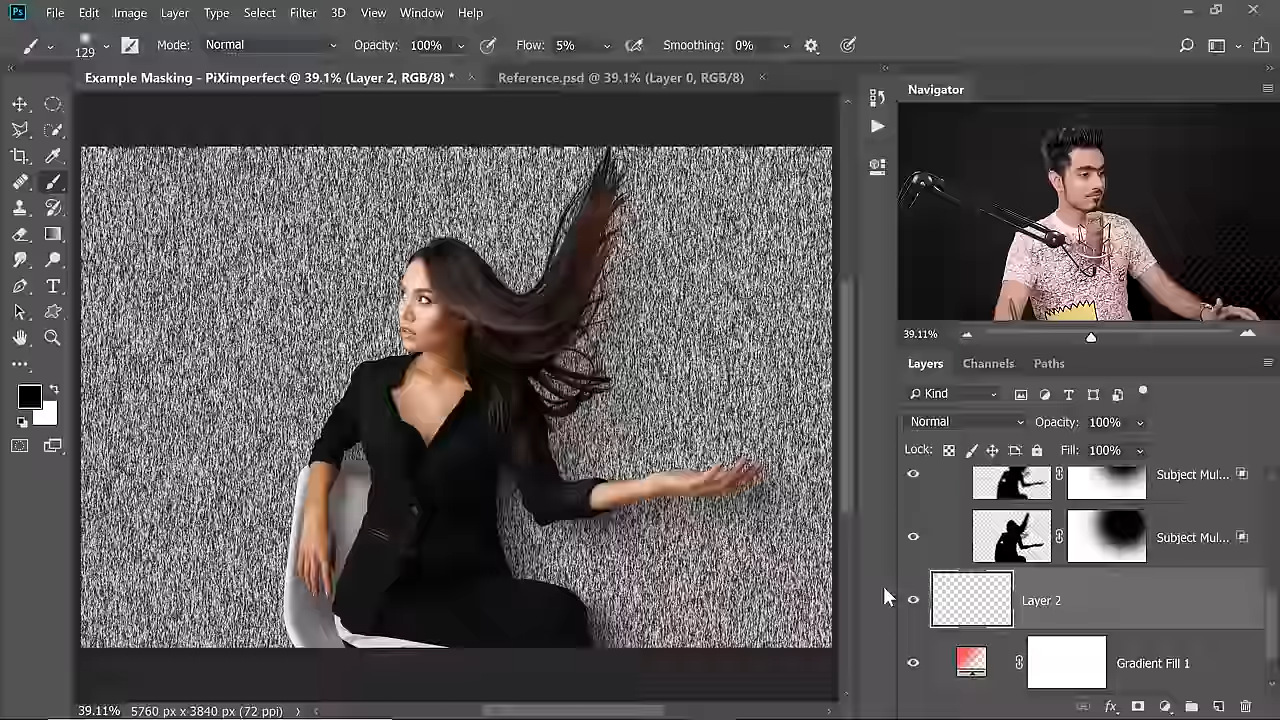 Ps File Edit Image Layer Type Select Filter 3D View Window Help
129 Mode: Normal Opacity: 100% Flow: 5% Smoothing: 0%
Example Masking - PiXimperfect @ 39.1% (Layer 2, RGB/8) * Reference.psd @ 39.1% (Layer 0, RGB/8)
Navigator
39.11%
Layers Channels Paths
Kind
Normal Opacity: 100%
Lock: Fill: 100%
Subject Mul...
Subject Mul...
Layer 2
Gradient Fill 1
39.11% 5760 px x 3840 px (72 ppi)
fx